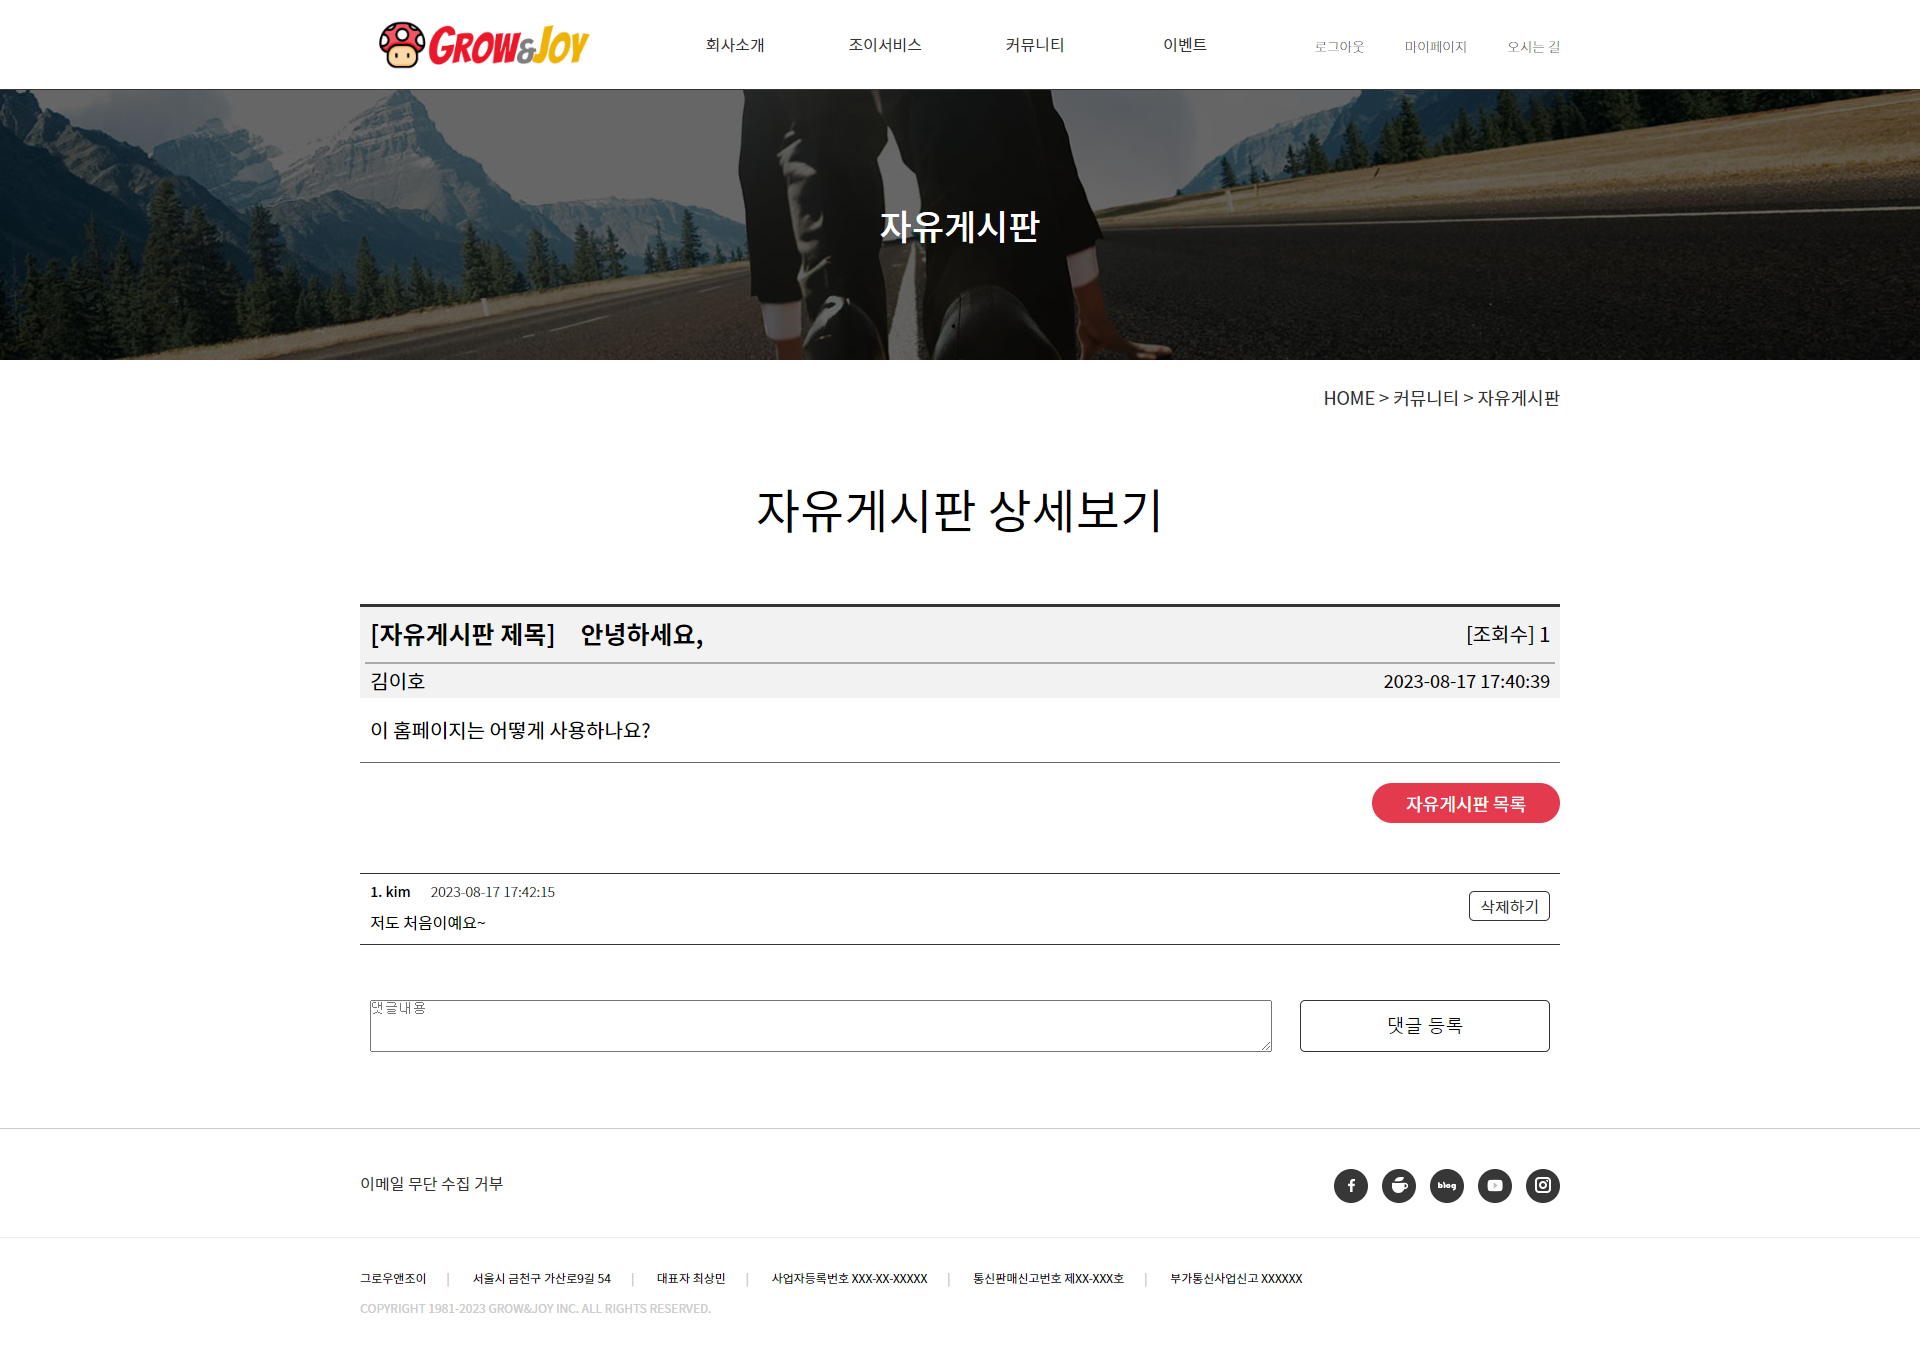 GROW&JOY
회사소개 조이서비스 커뮤니티 이벤트 로그아웃 마이페이지 오시는 길
자유게시판
HOME > 커뮤니티 > 자유게시판
자유게시판 상세보기
[자유게시판 제목] 안녕하세요, [조회수] 1
김이호 2023-08-17 17:40:39
이 홈페이지는 어떻게 사용하나요?
자유게시판 목록
1. kim 2023-08-17 17:42:15
저도 처음이예요~
삭제하기
댓글내용
댓글 등록
이메일 무단 수집 거부
blog
그로우앤조이 | 서울시 금천구 가산로9길 54 | 대표자 최상민 | 사업자등록번호 XXX-XX-XXXXX | 통신판매신고번호 제XX-XXX호 | 부가통신사업신고 XXXXXX
COPYRIGHT 1981-2023 GROW&JOY INC. ALL RIGHTS RESERVED.